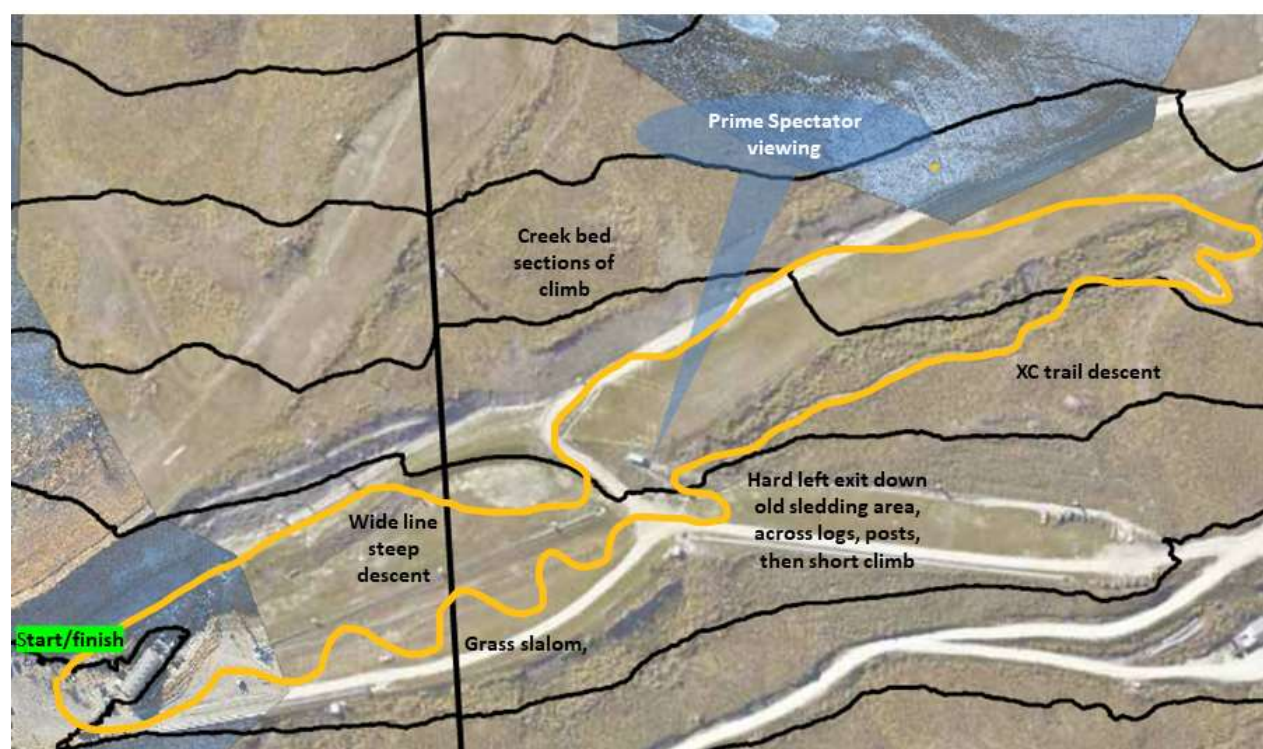 Prime Spectator
viewing
Creek bed
sections of
climb
XC trail descent
Hard left exit down
old sledding area,
across logs, posts,
then short climb
Wide line
steep
descent
Start/finish
Grass slalom,